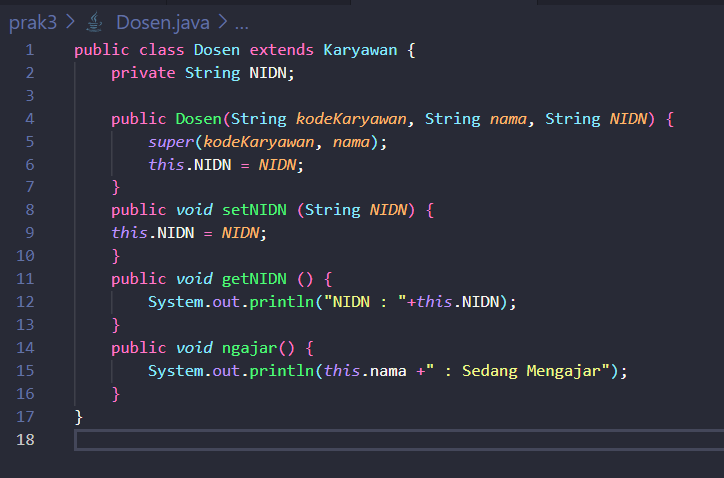 prak3 > Dosen.java > ...
1 public class Dosen extends Karyawan {
2     private String NIDN;
3
4     public Dosen(String kodeKaryawan, String nama, String NIDN) {
5         super(kodeKaryawan, nama);
6         this.NIDN = NIDN;
7     }
8     public void setNIDN (String NIDN) {
9     this.NIDN = NIDN;
10     }
11     public void getNIDN () {
12         System.out.println("NIDN : "+this.NIDN);
13     }
14     public void ngajar() {
15         System.out.println(this.nama +" : Sedang Mengajar");
16     }
17 }
18